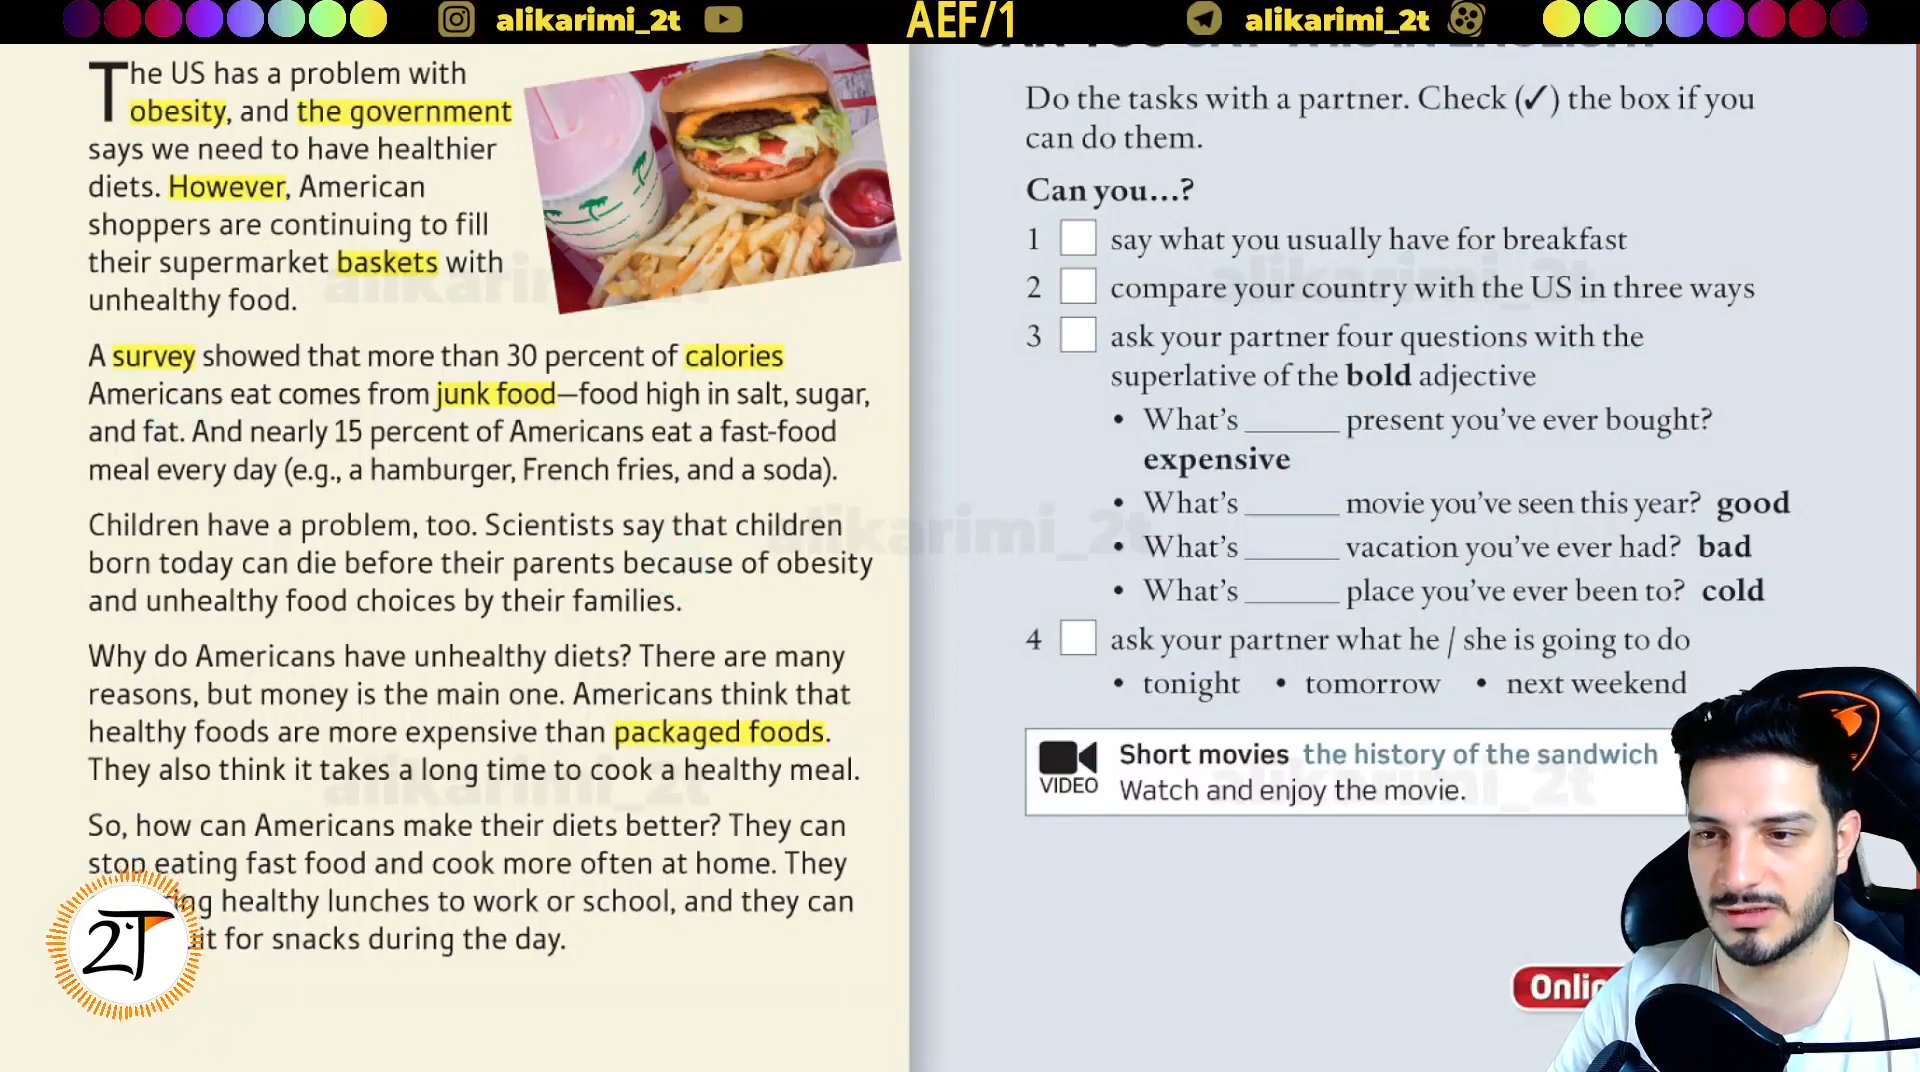 alikarimi_2t
AEF/1
alikarimi_2t
The US has a problem with
obesity, and the government
says we need to have healthier
diets. However, American
shoppers are continuing to fill
their supermarket baskets with
unhealthy food.
A survey showed that more than 30 percent of calories
Americans eat comes from junk food—food high in salt, sugar,
and fat. And nearly 15 percent of Americans eat a fast-food
meal every day (e.g., a hamburger, French fries, and a soda).
Children have a problem, too. Scientists say that children
born today can die before their parents because of obesity
and unhealthy food choices by their families.
Why do Americans have unhealthy diets? There are many
reasons, but money is the main one. Americans think that
healthy foods are more expensive than packaged foods.
They also think it takes a long time to cook a healthy meal.
So, how can Americans make their diets better? They can
stop eating fast food and cook more often at home. They
healthy lunches to work or school, and they can
for snacks during the day.
2T
CAN YOU SAY THIS IN ENGLISH?
Do the tasks with a partner. Check (✓) the box if you
can do them.
Can you...?
1 say what you usually have for breakfast
2 compare your country with the US in three ways
3 ask your partner four questions with the
superlative of the bold adjective
• What's ______ present you've ever bought?
expensive
• What's ______ movie you've seen this year? good
• What's ______ vacation you've ever had? bad
• What's ______ place you've ever been to? cold
4 ask your partner what he / she is going to do
• tonight • tomorrow • next weekend
VIDEO
Short movies the history of the sandwich
Watch and enjoy the movie.
alikarimi_2t
alikarimi_2t
alikarimi_2t
alikarimi_2t
alikarimi_2t